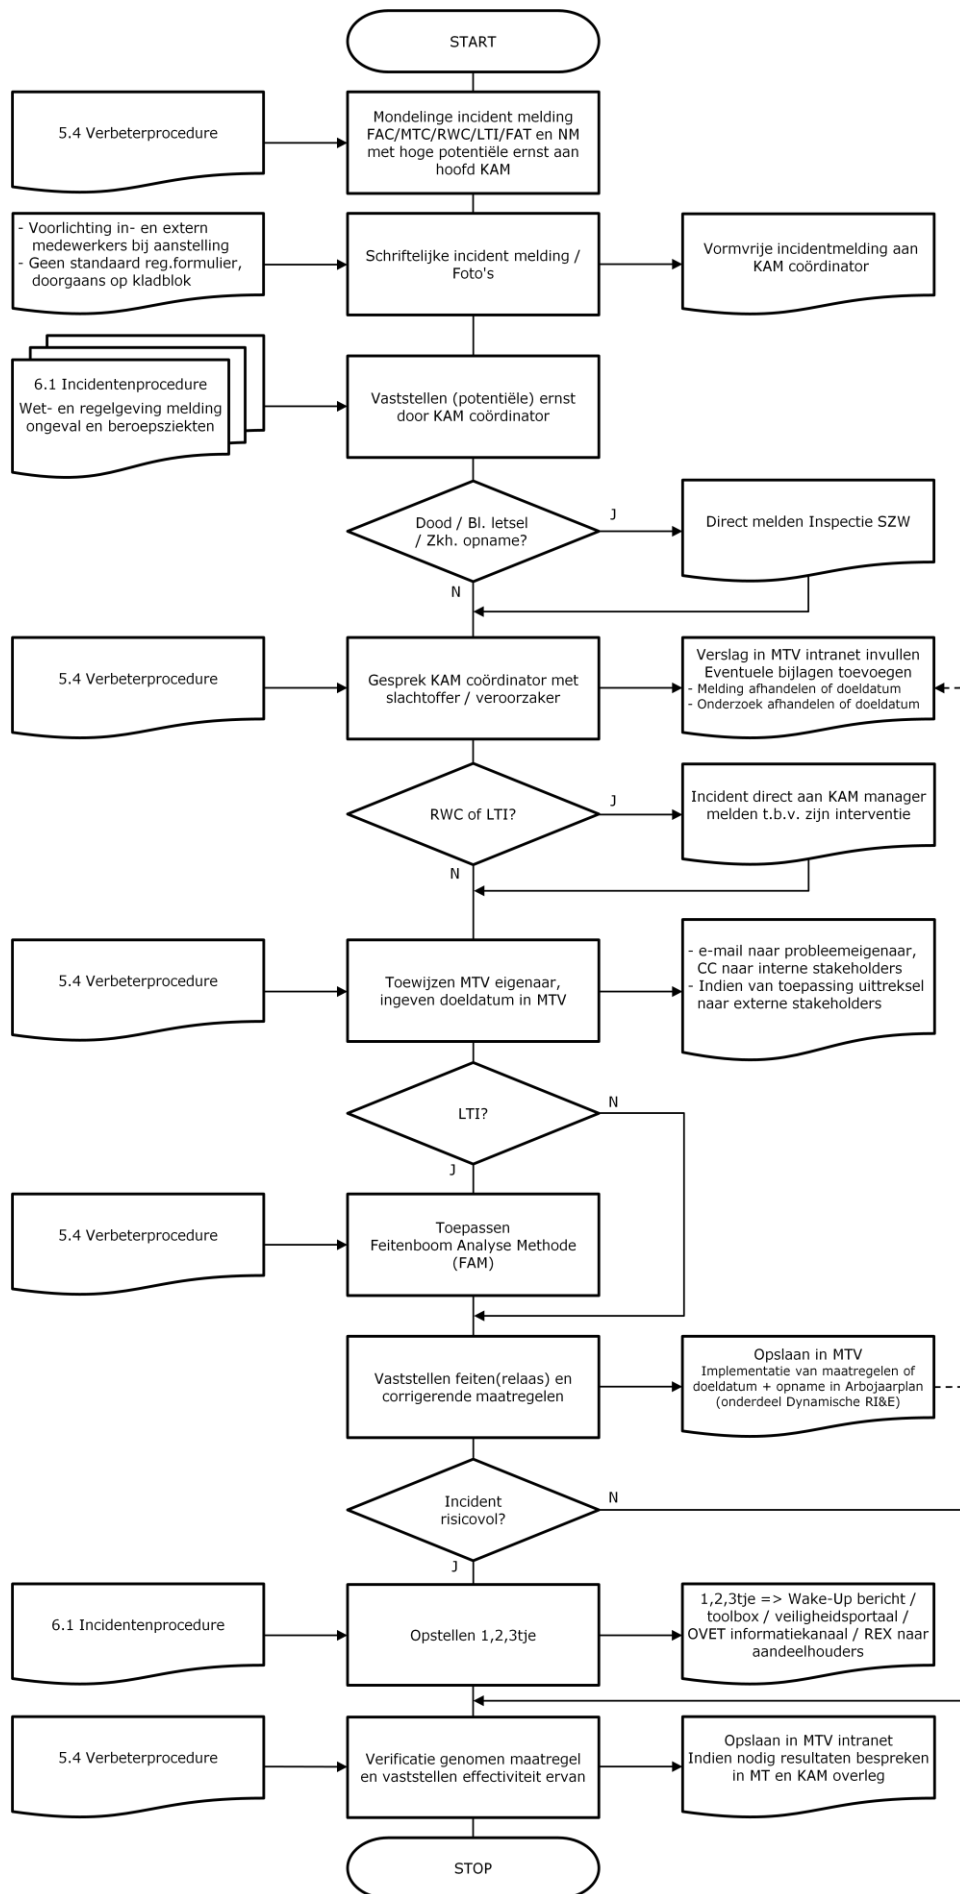 START
5.4 Verbeterprocedure
Mondelinge incident melding
FAC/MTC/RWC/LTI/FAT en NM
met hoge potentiële ernst aan
hoofd KAM
- Voorlichting in- en extern
medewerkers bij aanstelling
- Geen standaard reg.formulier,
doorgaans op kladblok
Schriftelijke incident melding /
Foto's
Vormvrije incidentmelding aan
KAM coördinator
6.1 Incidentenprocedure
Wet- en regelgeving melding
ongeval en beroepsziekten
Vaststellen (potentiële) ernst
door KAM coördinator
Dood / Bl. letsel
/ Zkh. opname?
J
Direct melden Inspectie SZW
N
5.4 Verbeterprocedure
Gesprek KAM coördinator met
slachtoffer / veroorzaker
Verslag in MTV intranet invullen
Eventuele bijlagen toevoegen
- Melding afhandelen of doeldatum
- Onderzoek afhandelen of doeldatum
RWC of LTI?
J
Incident direct aan KAM manager
melden t.b.v. zijn interventie
N
5.4 Verbeterprocedure
Toewijzen MTV eigenaar,
ingeven doeldatum in MTV
- e-mail naar probleemeigenaar,
CC naar interne stakeholders
- Indien van toepassing uittreksel
naar externe stakeholders
LTI?
N
J
5.4 Verbeterprocedure
Toepassen
Feitenboom Analyse Methode
(FAM)
Vaststellen feiten(relaas) en
corrigerende maatregelen
Opslaan in MTV
Implementatie van maatregelen of
doeldatum + opname in Arbojaarplan
(onderdeel Dynamische RI&E)
Incident
risicovol?
N
J
6.1 Incidentenprocedure
Opstellen 1,2,3tje
1,2,3tje => Wake-Up bericht /
toolbox / veiligheidsportaal /
OVET informatiekanaal / REX naar
aandeelhouders
5.4 Verbeterprocedure
Verificatie genomen maatregel
en vaststellen effectiviteit ervan
Opslaan in MTV intranet
Indien nodig resultaten bespreken
in MT en KAM overleg
STOP